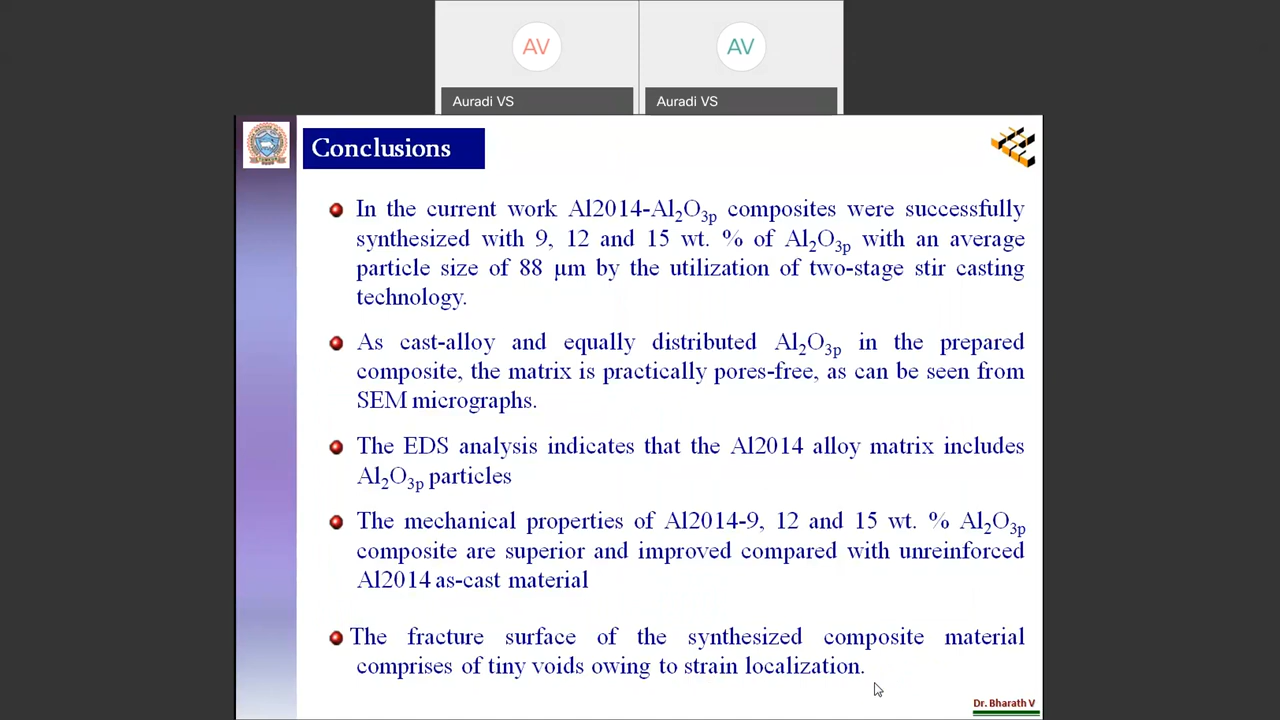 AV
AV
Auradi VS
Auradi VS
Conclusions
In the current work Al2014-Al₂O₃ₚ composites were successfully
synthesized with 9, 12 and 15 wt. % of Al₂O₃ₚ with an average
particle size of 88 µm by the utilization of two-stage stir casting
technology.
As cast-alloy and equally distributed Al₂O₃ₚ in the prepared
composite, the matrix is practically pores-free, as can be seen from
SEM micrographs.
The EDS analysis indicates that the Al2014 alloy matrix includes
Al₂O₃ₚ particles
The mechanical properties of Al2014-9, 12 and 15 wt. % Al₂O₃ₚ
composite are superior and improved compared with unreinforced
Al2014 as-cast material
The fracture surface of the synthesized composite material
comprises of tiny voids owing to strain localization.
Dr. Bharath V